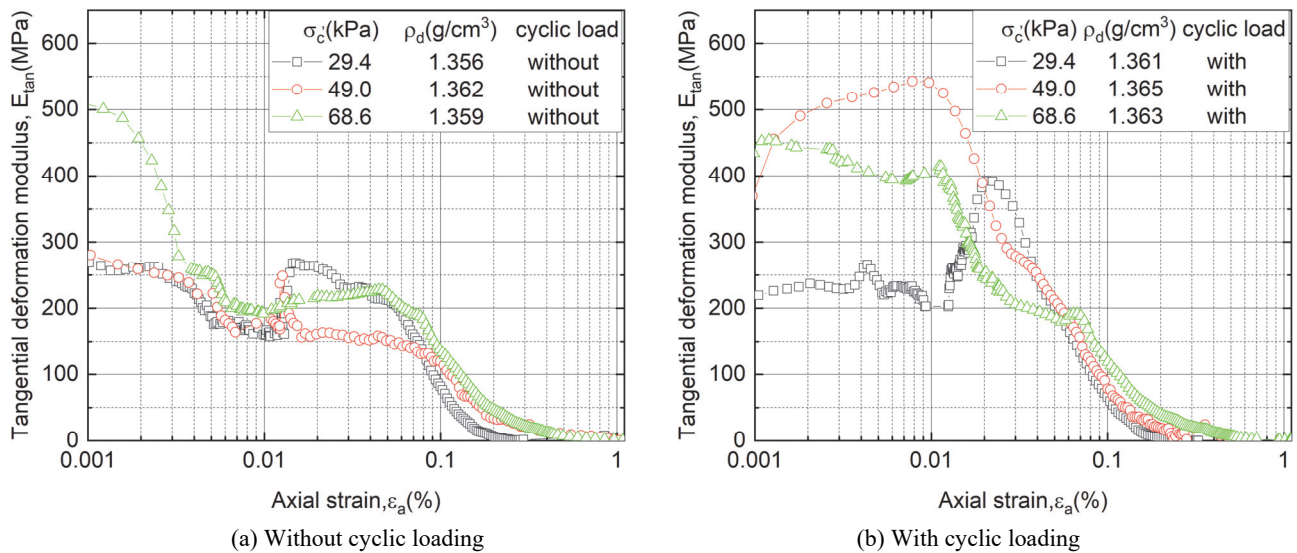 σc'(kPa) ρd(g/cm³) cyclic load
29.4 1.356 without
49.0 1.362 without
68.6 1.359 without
Tangential deformation modulus, Etan(MPa)
600
500
400
300
200
100
0
0.001 0.01 0.1 1
Axial strain,εa(%)
(a) Without cyclic loading
σc'(kPa) ρd(g/cm³) cyclic load
29.4 1.361 with
49.0 1.365 with
68.6 1.363 with
Tangential deformation modulus, Etan(MPa)
600
500
400
300
200
100
0
0.001 0.01 0.1 1
Axial strain,εa(%)
(b) With cyclic loading